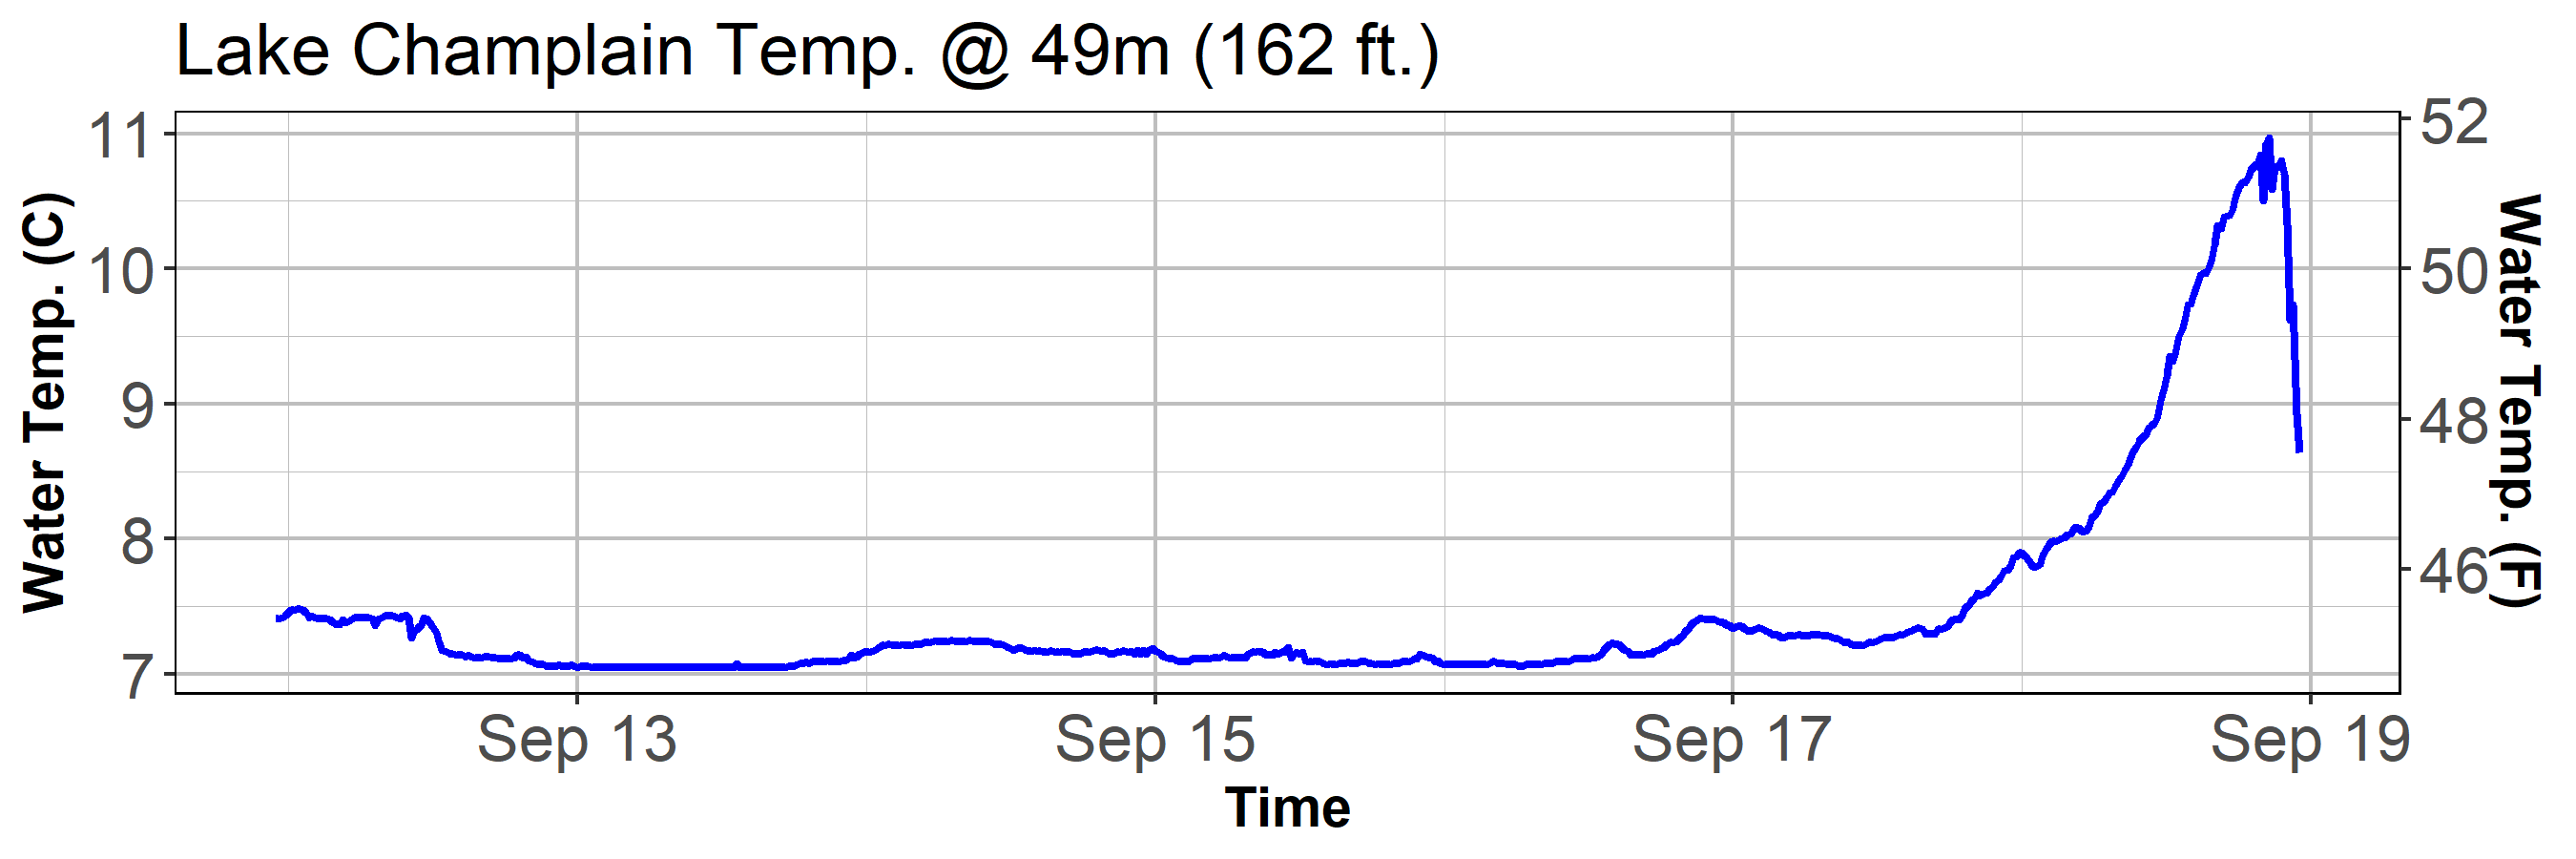 Lake Champlain Temp. @ 49m (162 ft.)
11
10
9
8
7
Water Temp. (C)
52
50
48
46
Water Temp. (F)
Sep 13
Sep 15
Sep 17
Sep 19
Time